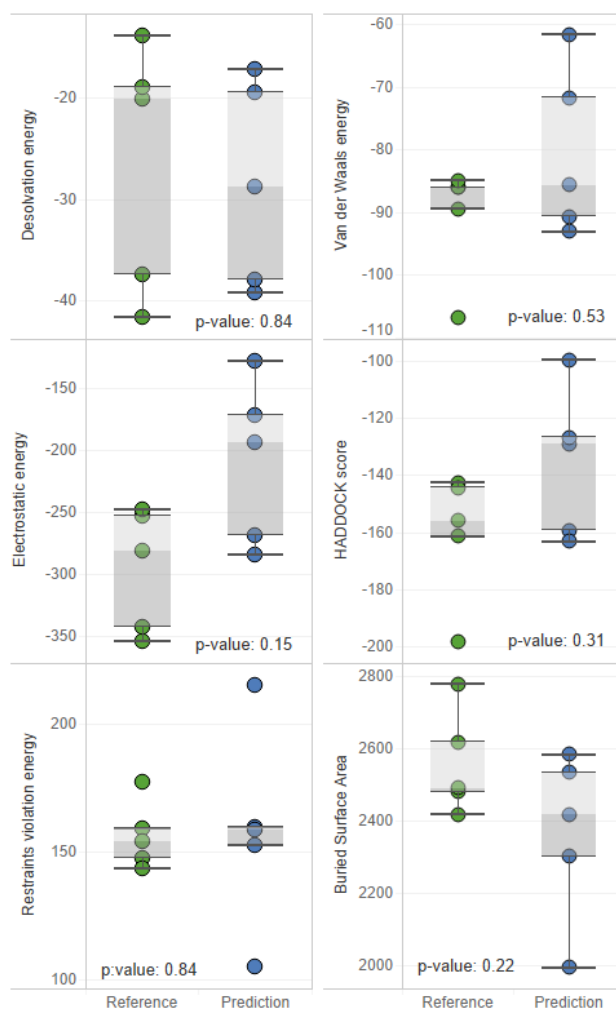 Desolvation energy
-20
-30
-40
p-value: 0.84
Van der Waals energy
-60
-70
-80
-90
-100
-110
p-value: 0.53
Electrostatic energy
-150
-200
-250
-300
-350
p-value: 0.15
HADDOCK score
-100
-120
-140
-160
-180
-200
p-value: 0.31
Restraints violation energy
200
150
100
p:value: 0.84
Buried Surface Area
2800
2600
2400
2200
2000
p-value: 0.22
Reference Prediction
Reference Prediction